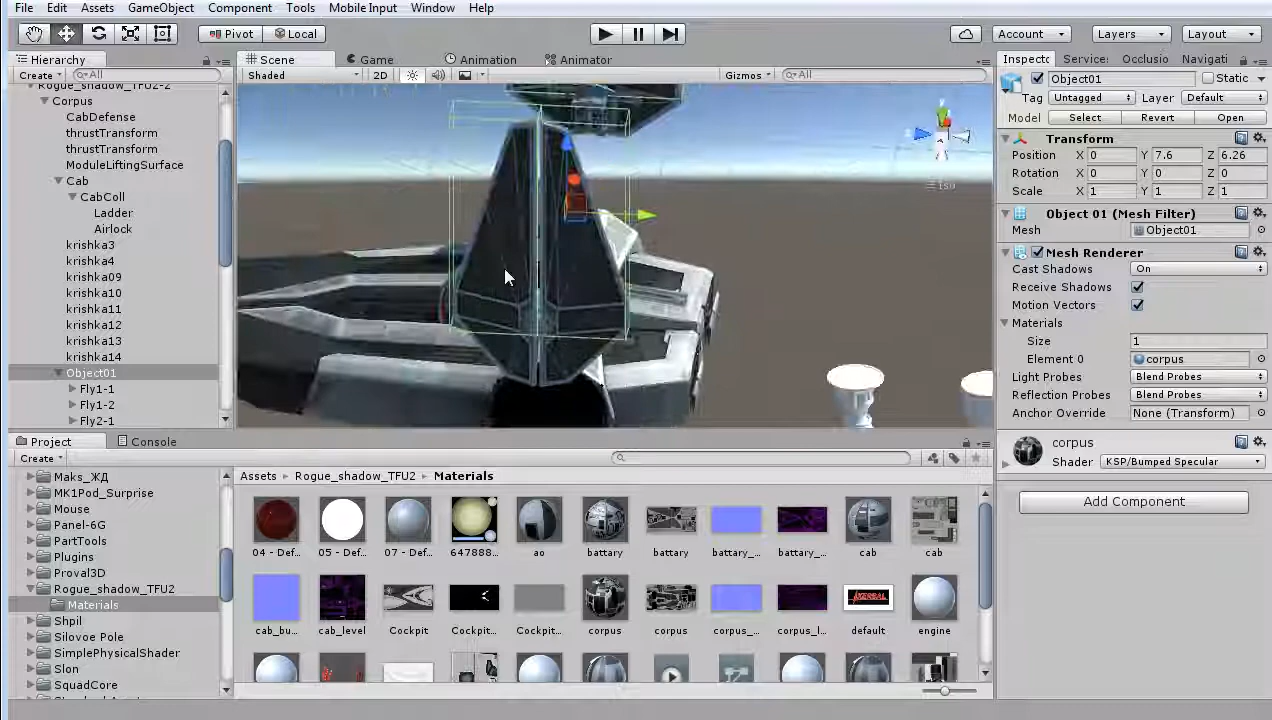 File Edit Assets GameObject Component Tools Mobile Input Window Help
Pivot Local Account Layers Layout
Hierarchy Scene Game Animation Animator Inspecto Services Occlusio Navigati
Create All Shaded 2D Gizmos All
Object01 Static
Tag Untagged Layer Default
Model Select Revert Open
Corpus
CabDefense
thrustTransform
thrustTransform
ModuleLiftingSurface
Cab
CabColl
Ladder
Airlock
krishka3
krishka4
krishka09
krishka10
krishka11
krishka12
krishka13
krishka14
Object01
Fly1-1
Fly1-2
Fly2-1
Iso
Transform
Position X 0 Y 7.6 Z 6.26
Rotation X 0 Y 0 Z 0
Scale X 1 Y 1 Z 1
Object 01 (Mesh Filter)
Mesh Object01
Mesh Renderer
Cast Shadows On
Receive Shadows
Motion Vectors
Materials
Size 1
Element 0 corpus
Light Probes Blend Probes
Reflection Probes Blend Probes
Anchor Override None (Transform)
corpus
Shader KSP/Bumped Specular
Add Component
Project Console
Create
Maks_ЖД
MK1Pod_Surprise
Mouse
Panel-6G
PartTools
Plugins
Proval3D
Rogue_shadow_TFU2
Materials
Shpil
Silovoe Pole
SimplePhysicalShader
Slon
SquadCore
Assets Rogue_shadow_TFU2 Materials
04 - Def... 05 - Def... 07 - Def... 647888... ao battary battary battary_... battary_... cab cab
cab_bu... cab_level Cockpit Cockpit... Cockpit... corpus corpus corpus_... corpus_l... default engine